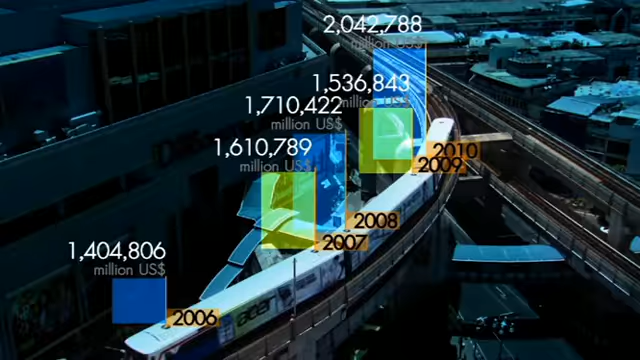 2,042,788
million US$
1,536,843
million US$
1,710,422
million US$
1,610,789
million US$
2010
2009
2008
2007
1,404,806
million US$
2006
acer